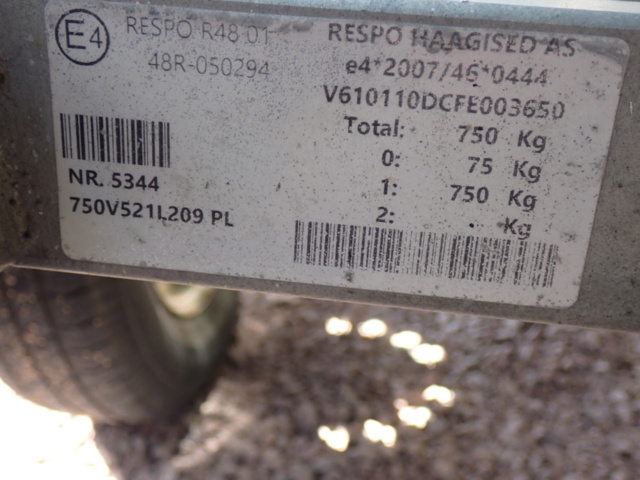 E4
RESPO R48 01
48R-050294
NR. 5344
750V521L209 PL
RESPO HAAGISED AS
e4*2007/46*0444
V610110DCFE003650
Total: 750 Kg
0: 75 Kg
1: 750 Kg
2: . Kg